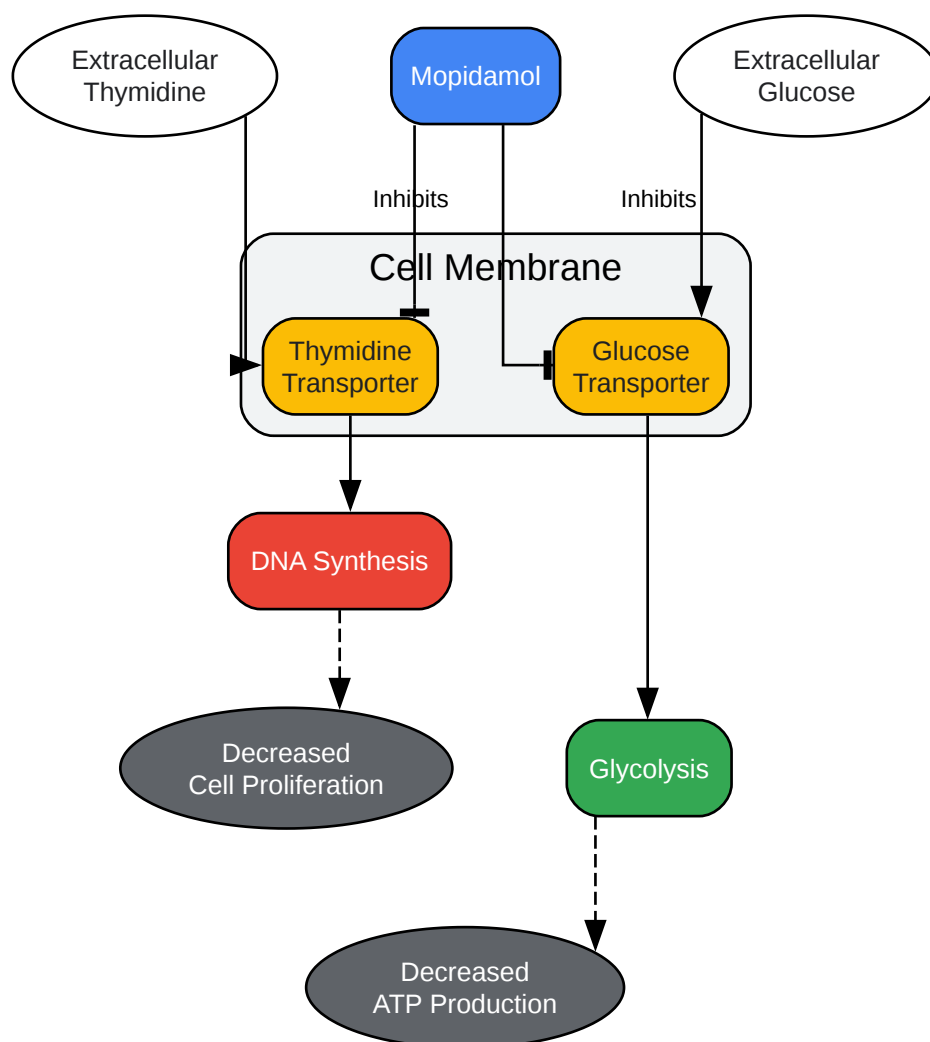 Extracellular
Thymidine
Mopidamol
Extracellular
Glucose
Inhibits
Inhibits
Cell Membrane
Thymidine
Transporter
Glucose
Transporter
DNA Synthesis
Decreased
Cell Proliferation
Glycolysis
Decreased
ATP Production